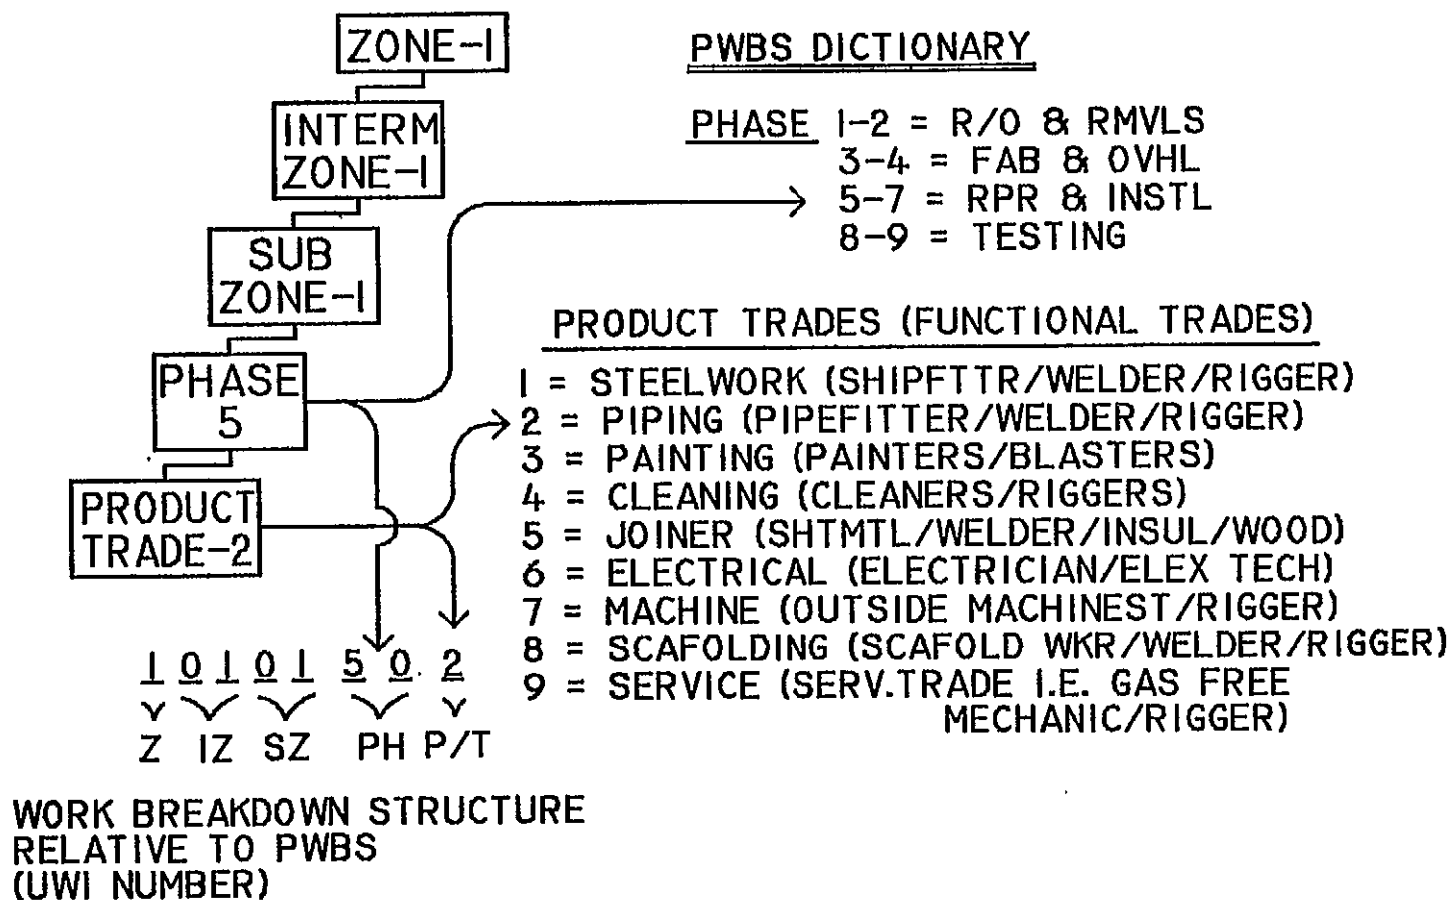 ZONE-1
INTERM
ZONE-1
SUB
ZONE-1
PHASE
5
PRODUCT
TRADE-2
1 0 1 0 1 5 0 2
Z IZ SZ PH P/T
WORK BREAKDOWN STRUCTURE
RELATIVE TO PWBS
(UWI NUMBER)
PWBS DICTIONARY
PHASE 1-2 = R/O & RMVLS
3-4 = FAB & OVHL
5-7 = RPR & INSTL
8-9 = TESTING
PRODUCT TRADES (FUNCTIONAL TRADES)
1 = STEELWORK (SHIPFTTR/WELDER/RIGGER)
2 = PIPING (PIPEFITTER/WELDER/RIGGER)
3 = PAINTING (PAINTERS/BLASTERS)
4 = CLEANING (CLEANERS/RIGGERS)
5 = JOINER (SHTMTL/WELDER/INSUL/WOOD)
6 = ELECTRICAL (ELECTRICIAN/ELEX TECH)
7 = MACHINE (OUTSIDE MACHINEST/RIGGER)
8 = SCAFOLDING (SCAFOLD WKR/WELDER/RIGGER)
9 = SERVICE (SERV.TRADE I.E. GAS FREE
MECHANIC/RIGGER)